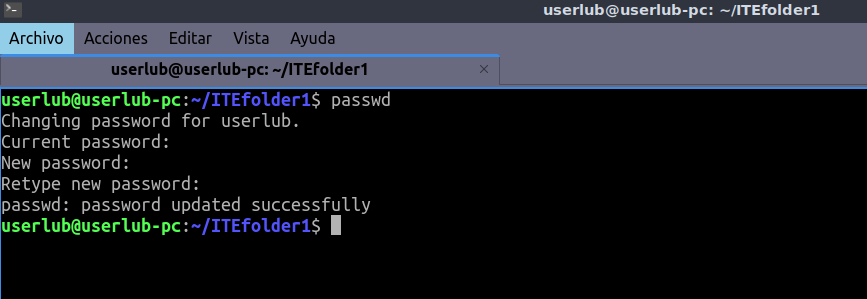 userlub@userlub-pc: ~/ITEfolder1
Archivo Acciones Editar Vista Ayuda
userlub@userlub-pc: ~/ITEfolder1 ×
userlub@userlub-pc:~/ITEfolder1$ passwd
Changing password for userlub.
Current password:
New password:
Retype new password:
passwd: password updated successfully
userlub@userlub-pc:~/ITEfolder1$